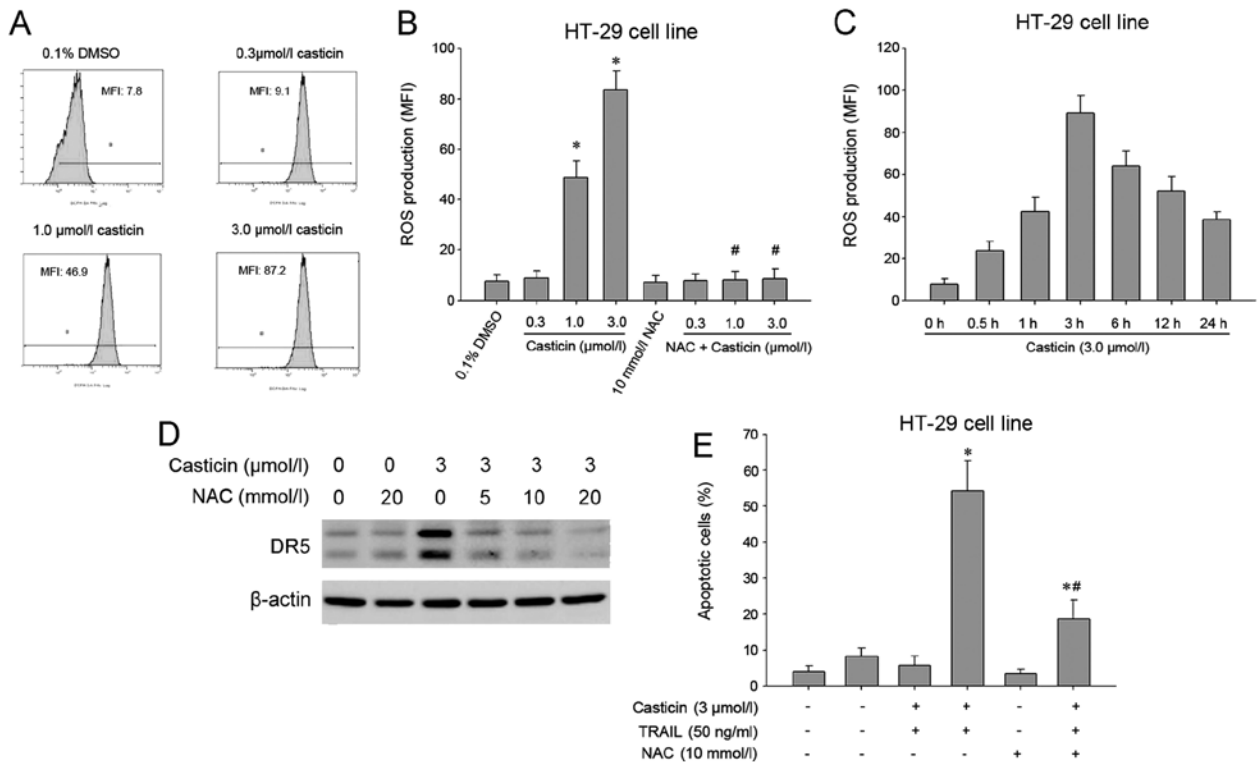 A
0.1% DMSO
MFI: 7.8
0.3μmol/l casticin
MFI: 9.1
1.0 μmol/l casticin
MFI: 46.9
3.0 μmol/l casticin
MFI: 87.2
B
HT-29 cell line
ROS production (MFI)
100
80
60
40
20
0
* *
# #
0.3 1.0 3.0 0.3 1.0 3.0
0.1% DMSO
Casticin (μmol/l)
10 mmol/l NAC
NAC + Casticin (μmol/l)
C
HT-29 cell line
ROS production (MFI)
120
100
80
60
40
20
0
0 h 0.5 h 1 h 3 h 6 h 12 h 24 h
Casticin (3.0 μmol/l)
D
Casticin (μmol/l) 0 0 3 3 3 3
NAC (mmol/l) 0 20 0 5 10 20
DR5
β-actin
E
HT-29 cell line
Apoptotic cells (%)
70
60
50
40
30
20
10
0
*
*#
Casticin (3 μmol/l) - - + + - +
TRAIL (50 ng/ml) - - + + - +
NAC (10 mmol/l) - - - - + +